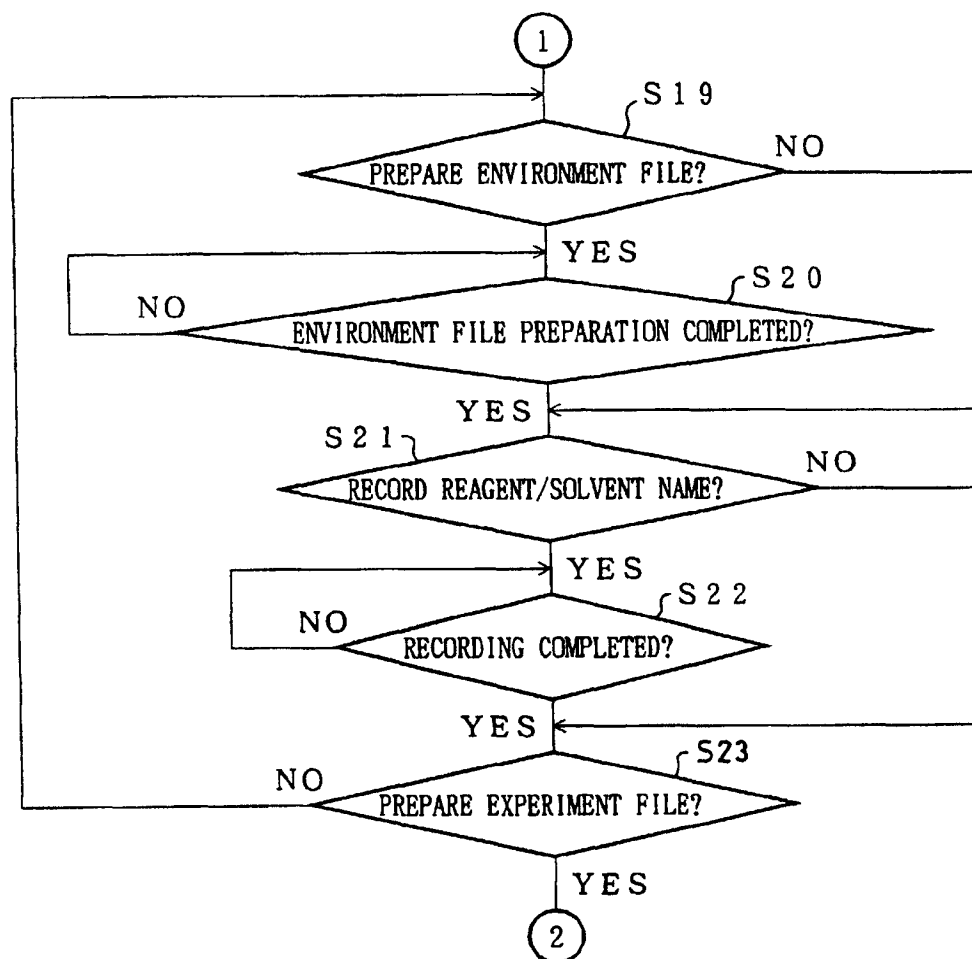 1
S19
NO
PREPARE ENVIRONMENT FILE?
YES
S20
NO
ENVIRONMENT FILE PREPARATION COMPLETED?
YES
S21
NO
RECORD REAGENT/SOLVENT NAME?
YES
S22
NO
RECORDING COMPLETED?
YES
S23
NO
PREPARE EXPERIMENT FILE?
YES
2